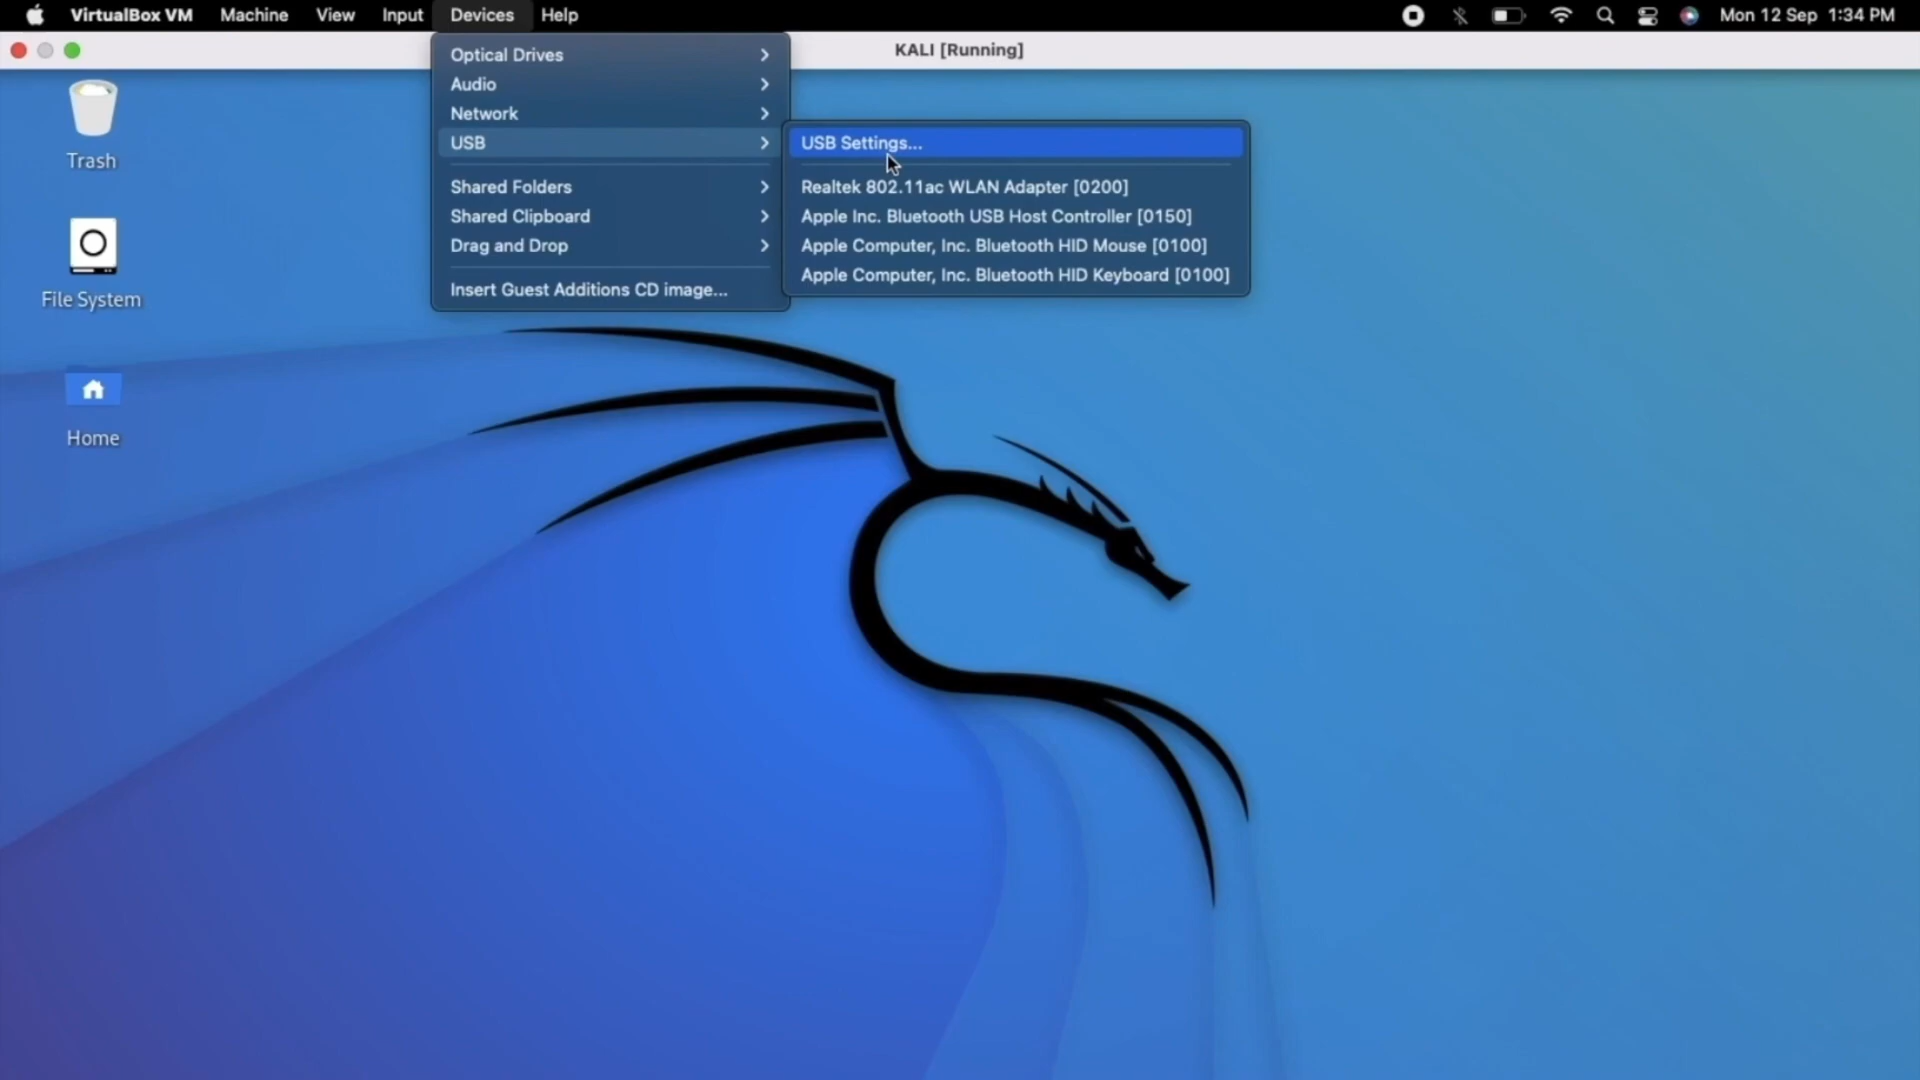 VirtualBox VM Machine View Input Devices Help Mon 12 Sep 1:34 PM
KALI [Running]
Optical Drives
Audio
Network
USB
Shared Folders
Shared Clipboard
Drag and Drop
Insert Guest Additions CD image...
USB Settings...
Realtek 802.11ac WLAN Adapter [0200]
Apple Inc. Bluetooth USB Host Controller [0150]
Apple Computer, Inc. Bluetooth HID Mouse [0100]
Apple Computer, Inc. Bluetooth HID Keyboard [0100]
Trash
File System
Home